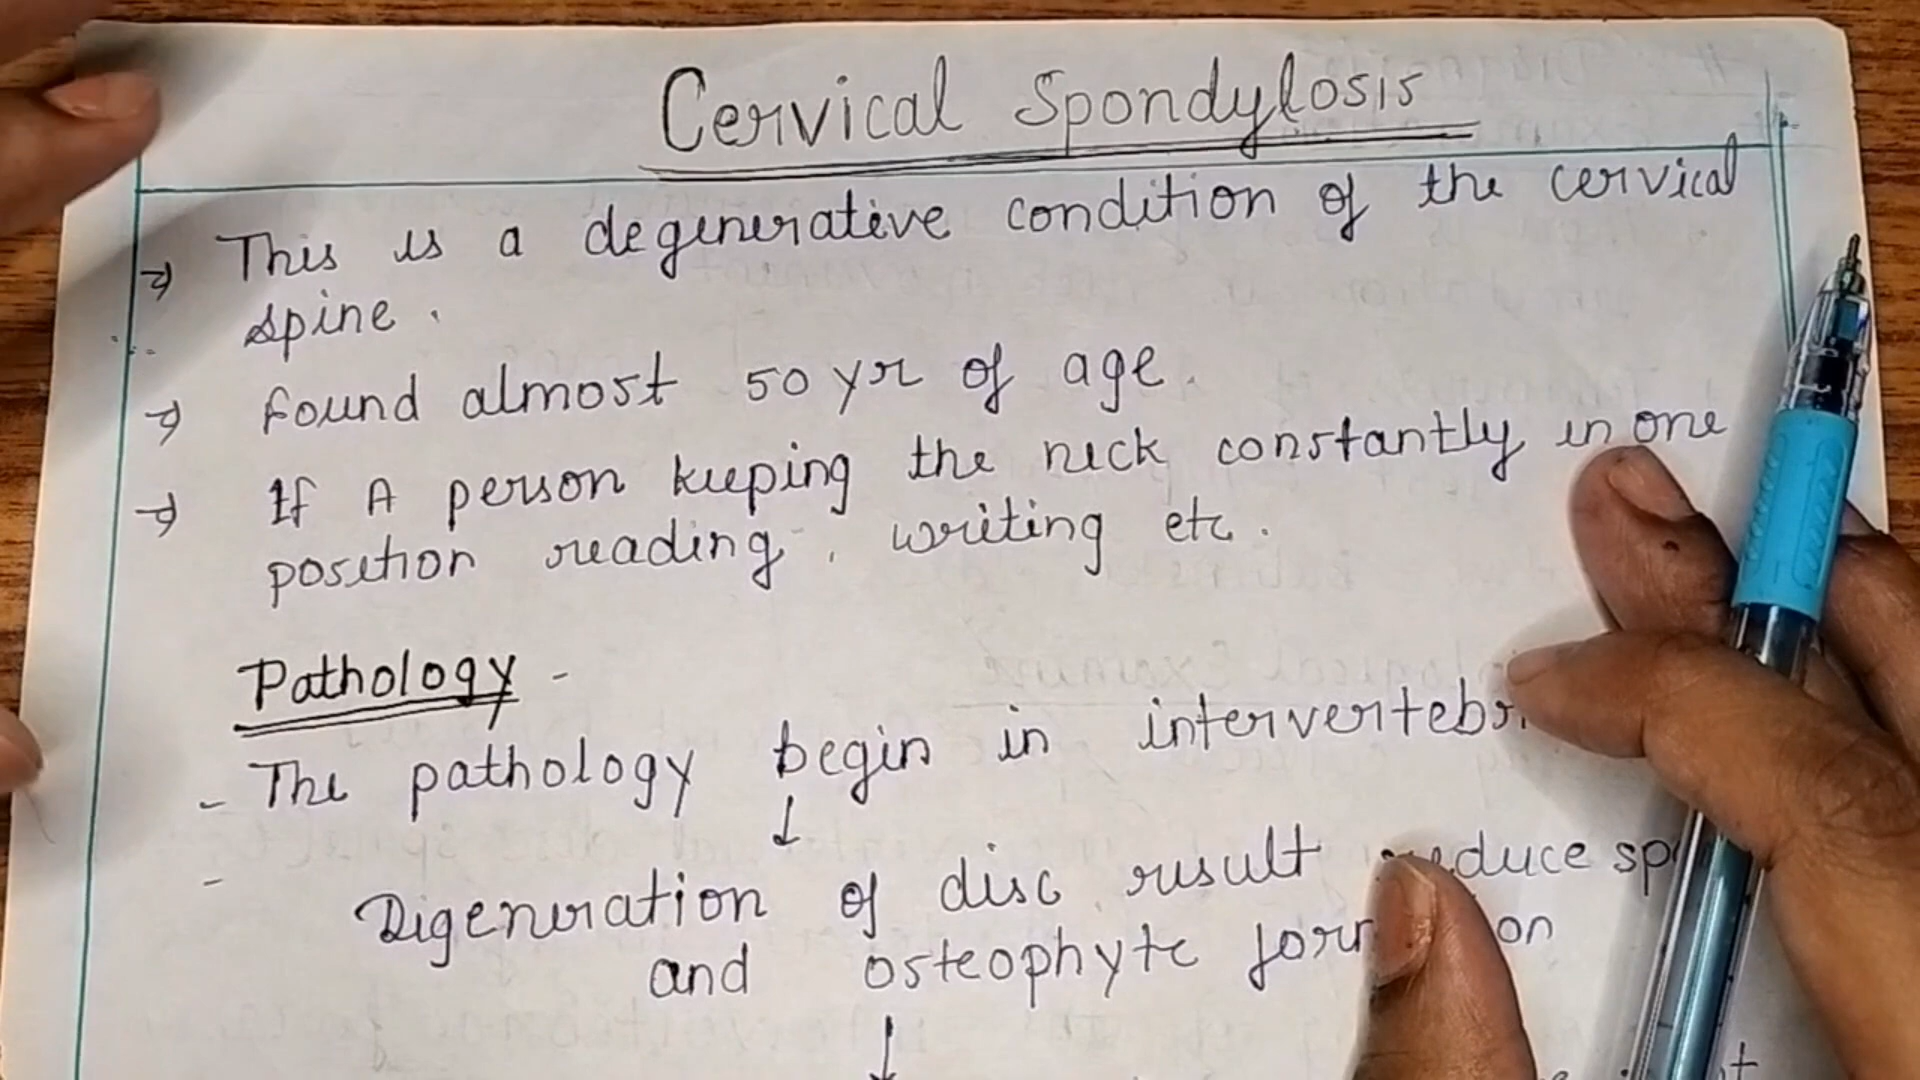 Cervical Spondylosis
This is a degenerative condition of the cervical
spine.
Found almost 50 yr of age.
If A person keeping the neck constantly in one
position reading, writing etc.
Pathology -
- The pathology begin in
↓
- Digeneration of disc result
and osteophyte
↓